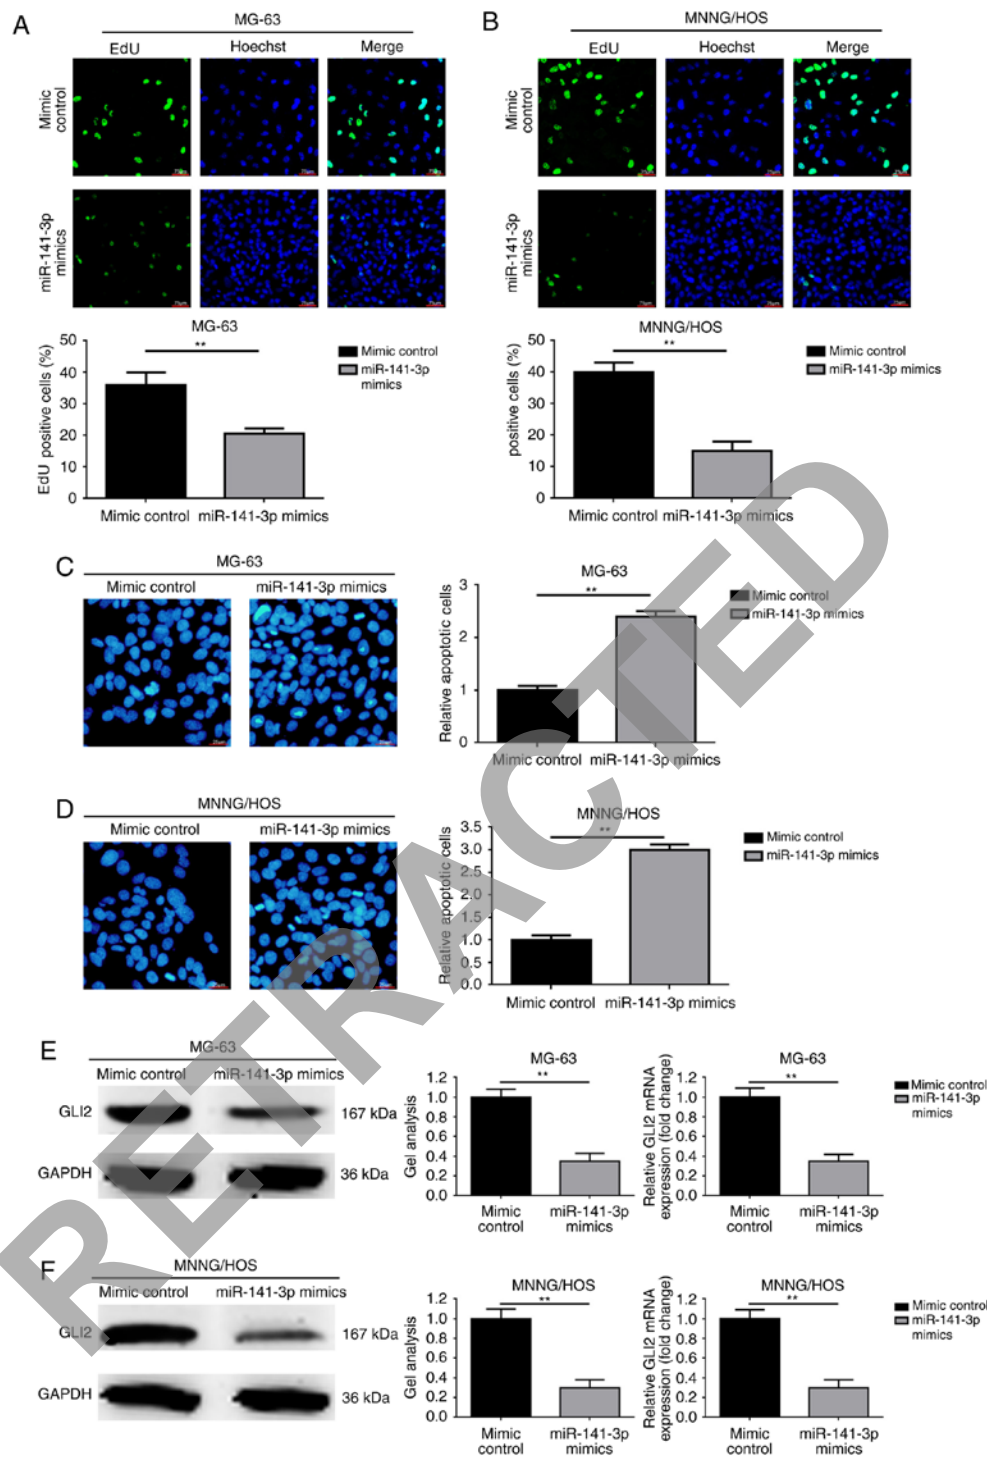 A
MG-63
EdU Hoechst Merge
Mimic
control
miR-141-3p
mimics
MG-63
EdU positive cells (%)
50
40
30
20
10
0
**
Mimic control miR-141-3p mimics
Mimic control
miR-141-3p
mimics
B
MNNG/HOS
EdU Hoechst Merge
Mimic
control
miR-141-3p
mimics
MNNG/HOS
positive cells (%)
50
40
30
20
10
0
**
Mimic control miR-141-3p mimics
Mimic control
miR-141-3p mimics
C
MG-63
Mimic control miR-141-3p mimics
MG-63
Relative apoptotic cells
3
2
1
0
**
Mimic control miR-141-3p mimics
Mimic control
miR-141-3p mimics
D
MNNG/HOS
Mimic control miR-141-3p mimics
MNNG/HOS
Relative apoptotic cells
3.5
3.0
2.5
2.0
1.5
1.0
0.5
0.0
**
Mimic control miR-141-3p mimics
Mimic control
miR-141-3p mimics
E
MG-63
Mimic control miR-141-3p mimics
GLI2 167 kDa
GAPDH 36 kDa
MG-63
Gel analysis
1.2
1.0
0.8
0.6
0.4
0.2
0.0
**
Mimic miR-141-3p
control mimics
MG-63
Relative GLI2 mRNA
expression (fold change)
1.2
1.0
0.8
0.6
0.4
0.2
0.0
**
Mimic miR-141-3p
control mimics
Mimic control
miR-141-3p
mimics
F
MNNG/HOS
Mimic control miR-141-3p mimics
GLI2 167 kDa
GAPDH 36 kDa
MNNG/HOS
Gel analysis
1.2
1.0
0.8
0.6
0.4
0.2
0.0
**
Mimic miR-141-3p
control mimics
MNNG/HOS
Relative GLI2 mRNA
expression (fold change)
1.2
1.0
0.8
0.6
0.4
0.2
0.0
**
Mimic miR-141-3p
control mimics
Mimic control
miR-141-3p
mimics
RETRACTED